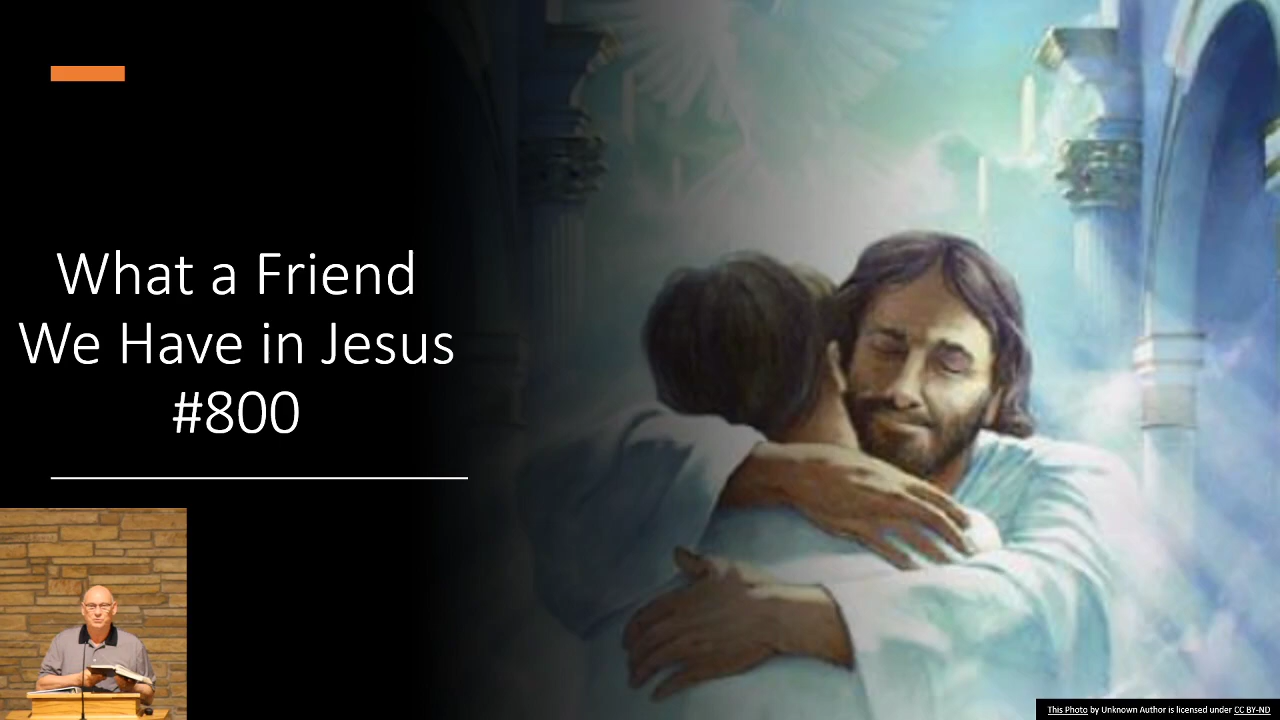 What a Friend
We Have in Jesus
#800
This Photo by Unknown Author is licensed under CC BY-ND